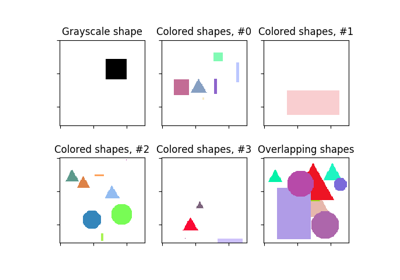 Grayscale shape
Colored shapes, #0
Colored shapes, #1
Colored shapes, #2
Colored shapes, #3
Overlapping shapes